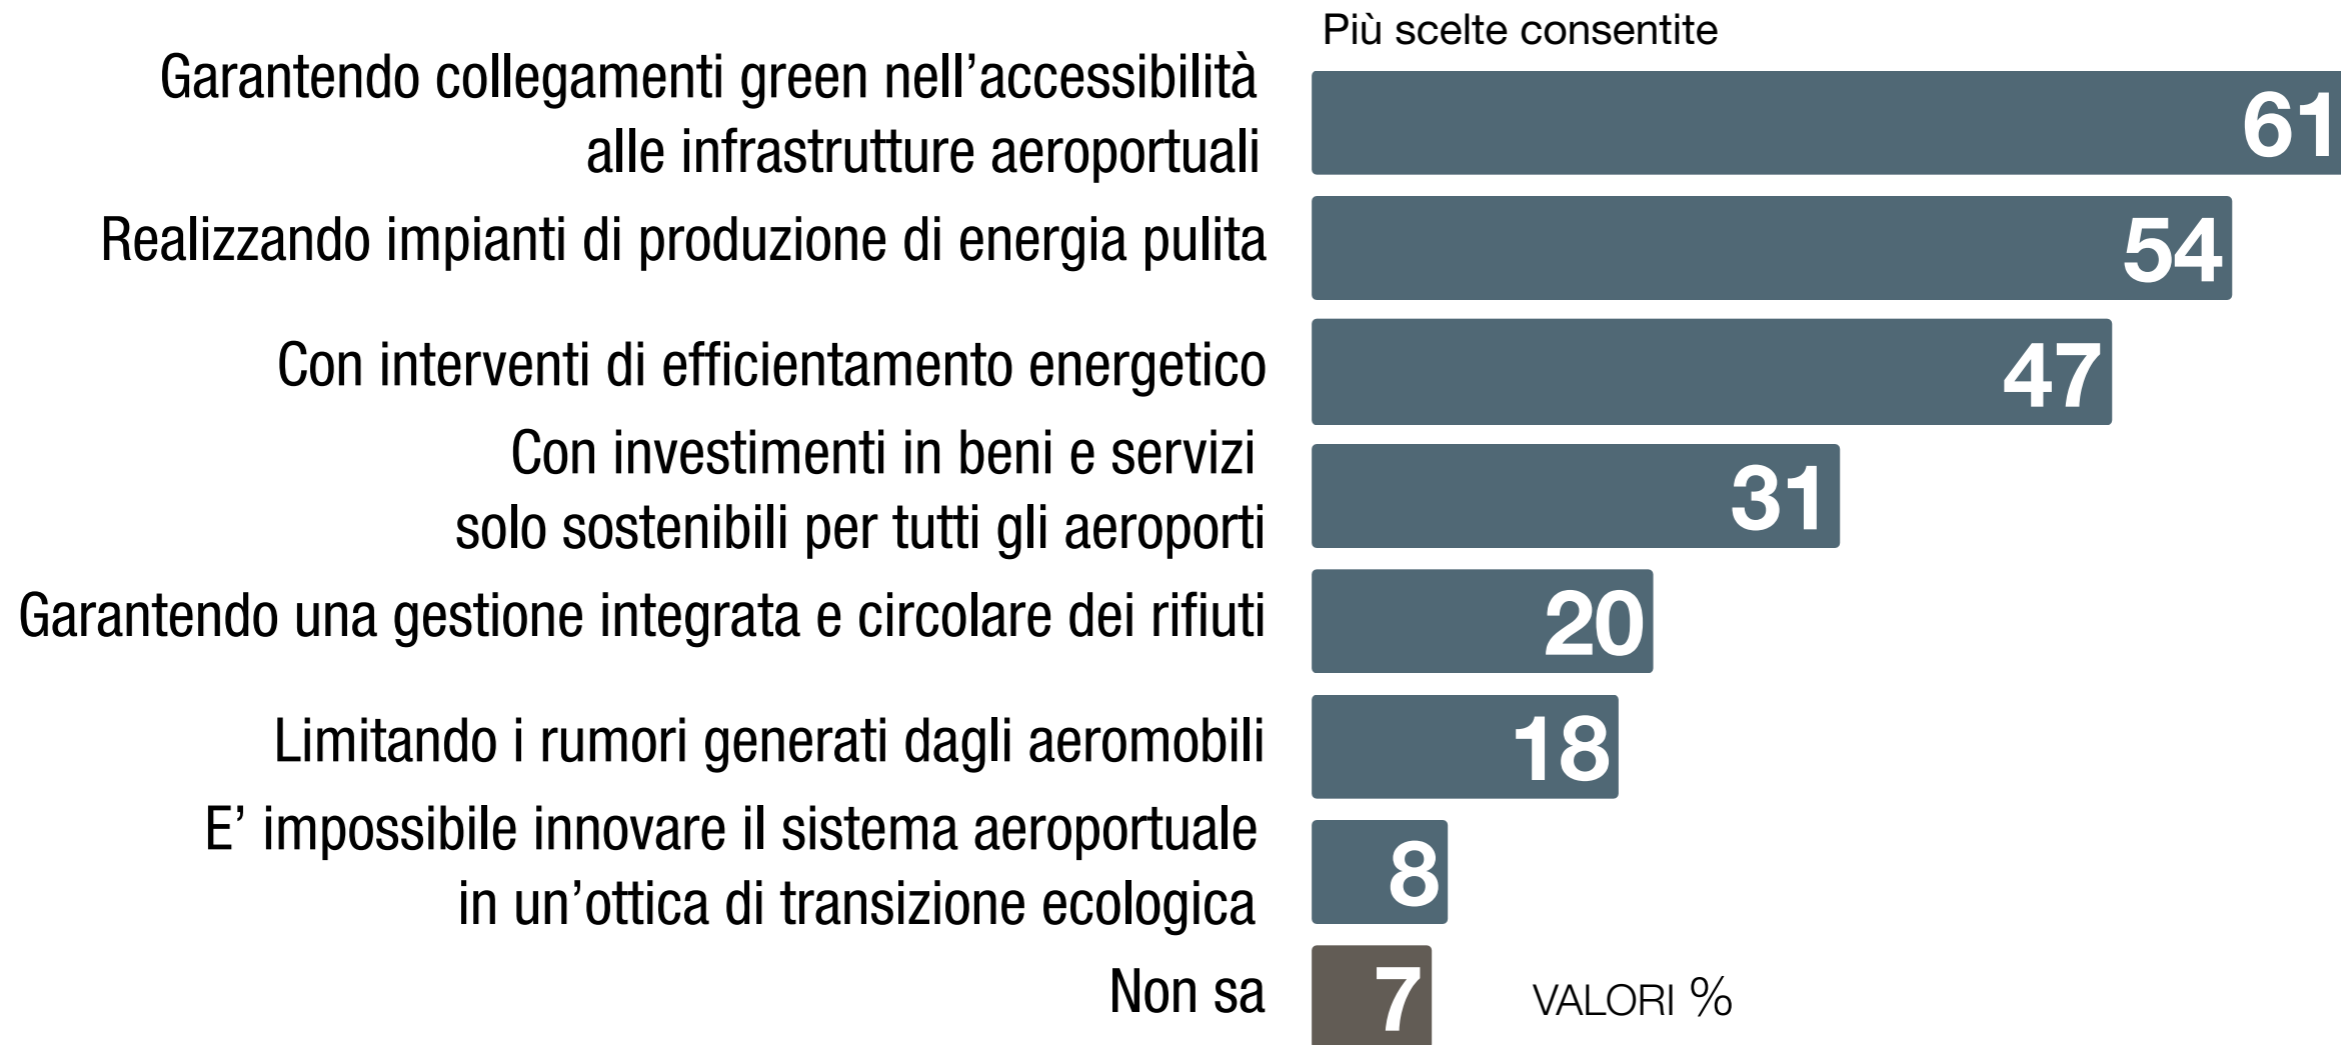 Più scelte consentite
Garantendo collegamenti green nell’accessibilità
alle infrastrutture aeroportuali
61
Realizzando impianti di produzione di energia pulita
54
Con interventi di efficientamento energetico
47
Con investimenti in beni e servizi
solo sostenibili per tutti gli aeroporti
31
Garantendo una gestione integrata e circolare dei rifiuti
20
Limitando i rumori generati dagli aeromobili
18
E’ impossibile innovare il sistema aeroportuale
in un’ottica di transizione ecologica
8
Non sa
7
VALORI %